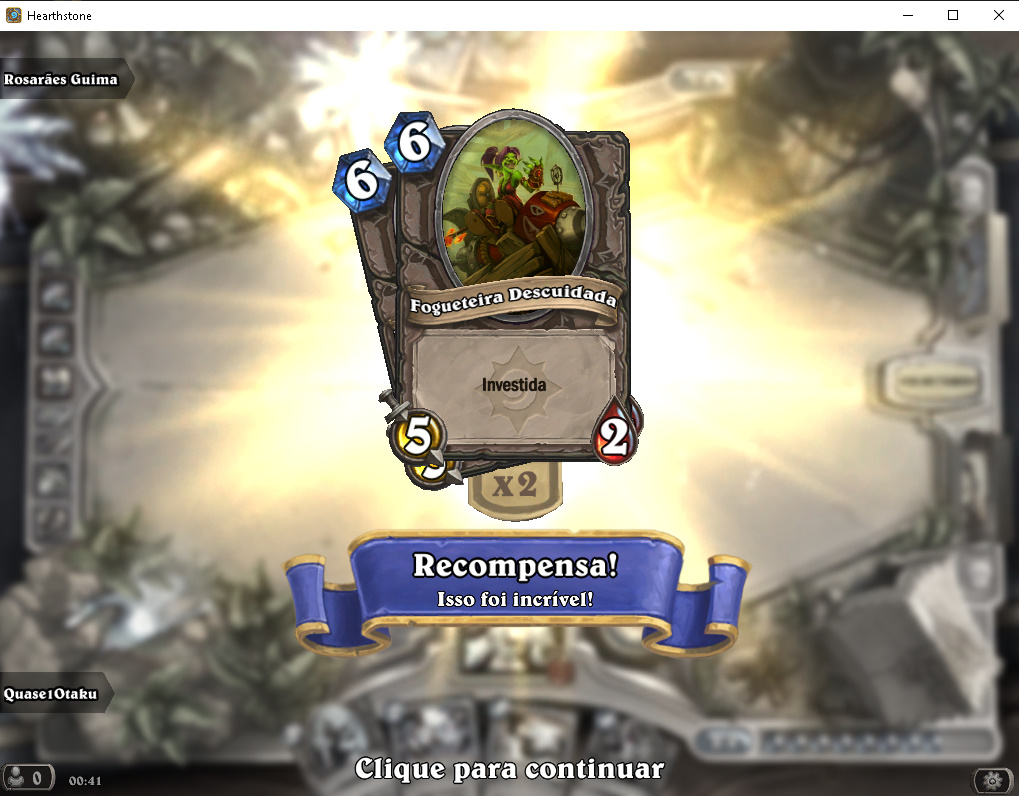 Hearthstone
Rosarães Guima
6
6
Fogueteira Descuidada
Investida
5
2
x2
Recompensa!
Isso foi incrível!
Quase1Otaku
Clique para continuar
0
00:41